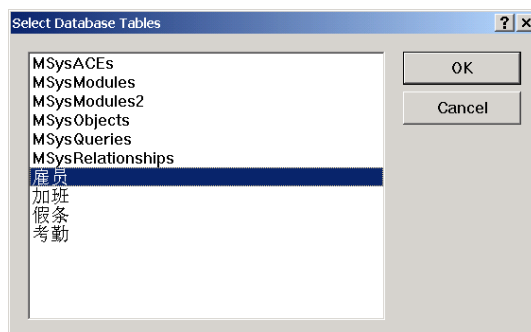 Select Database Tables
MSysACEs
MSysModules
MSysModules2
MSysObjects
MSysQueries
MSysRelationships
雇员
加班
假条
考勤
OK
Cancel